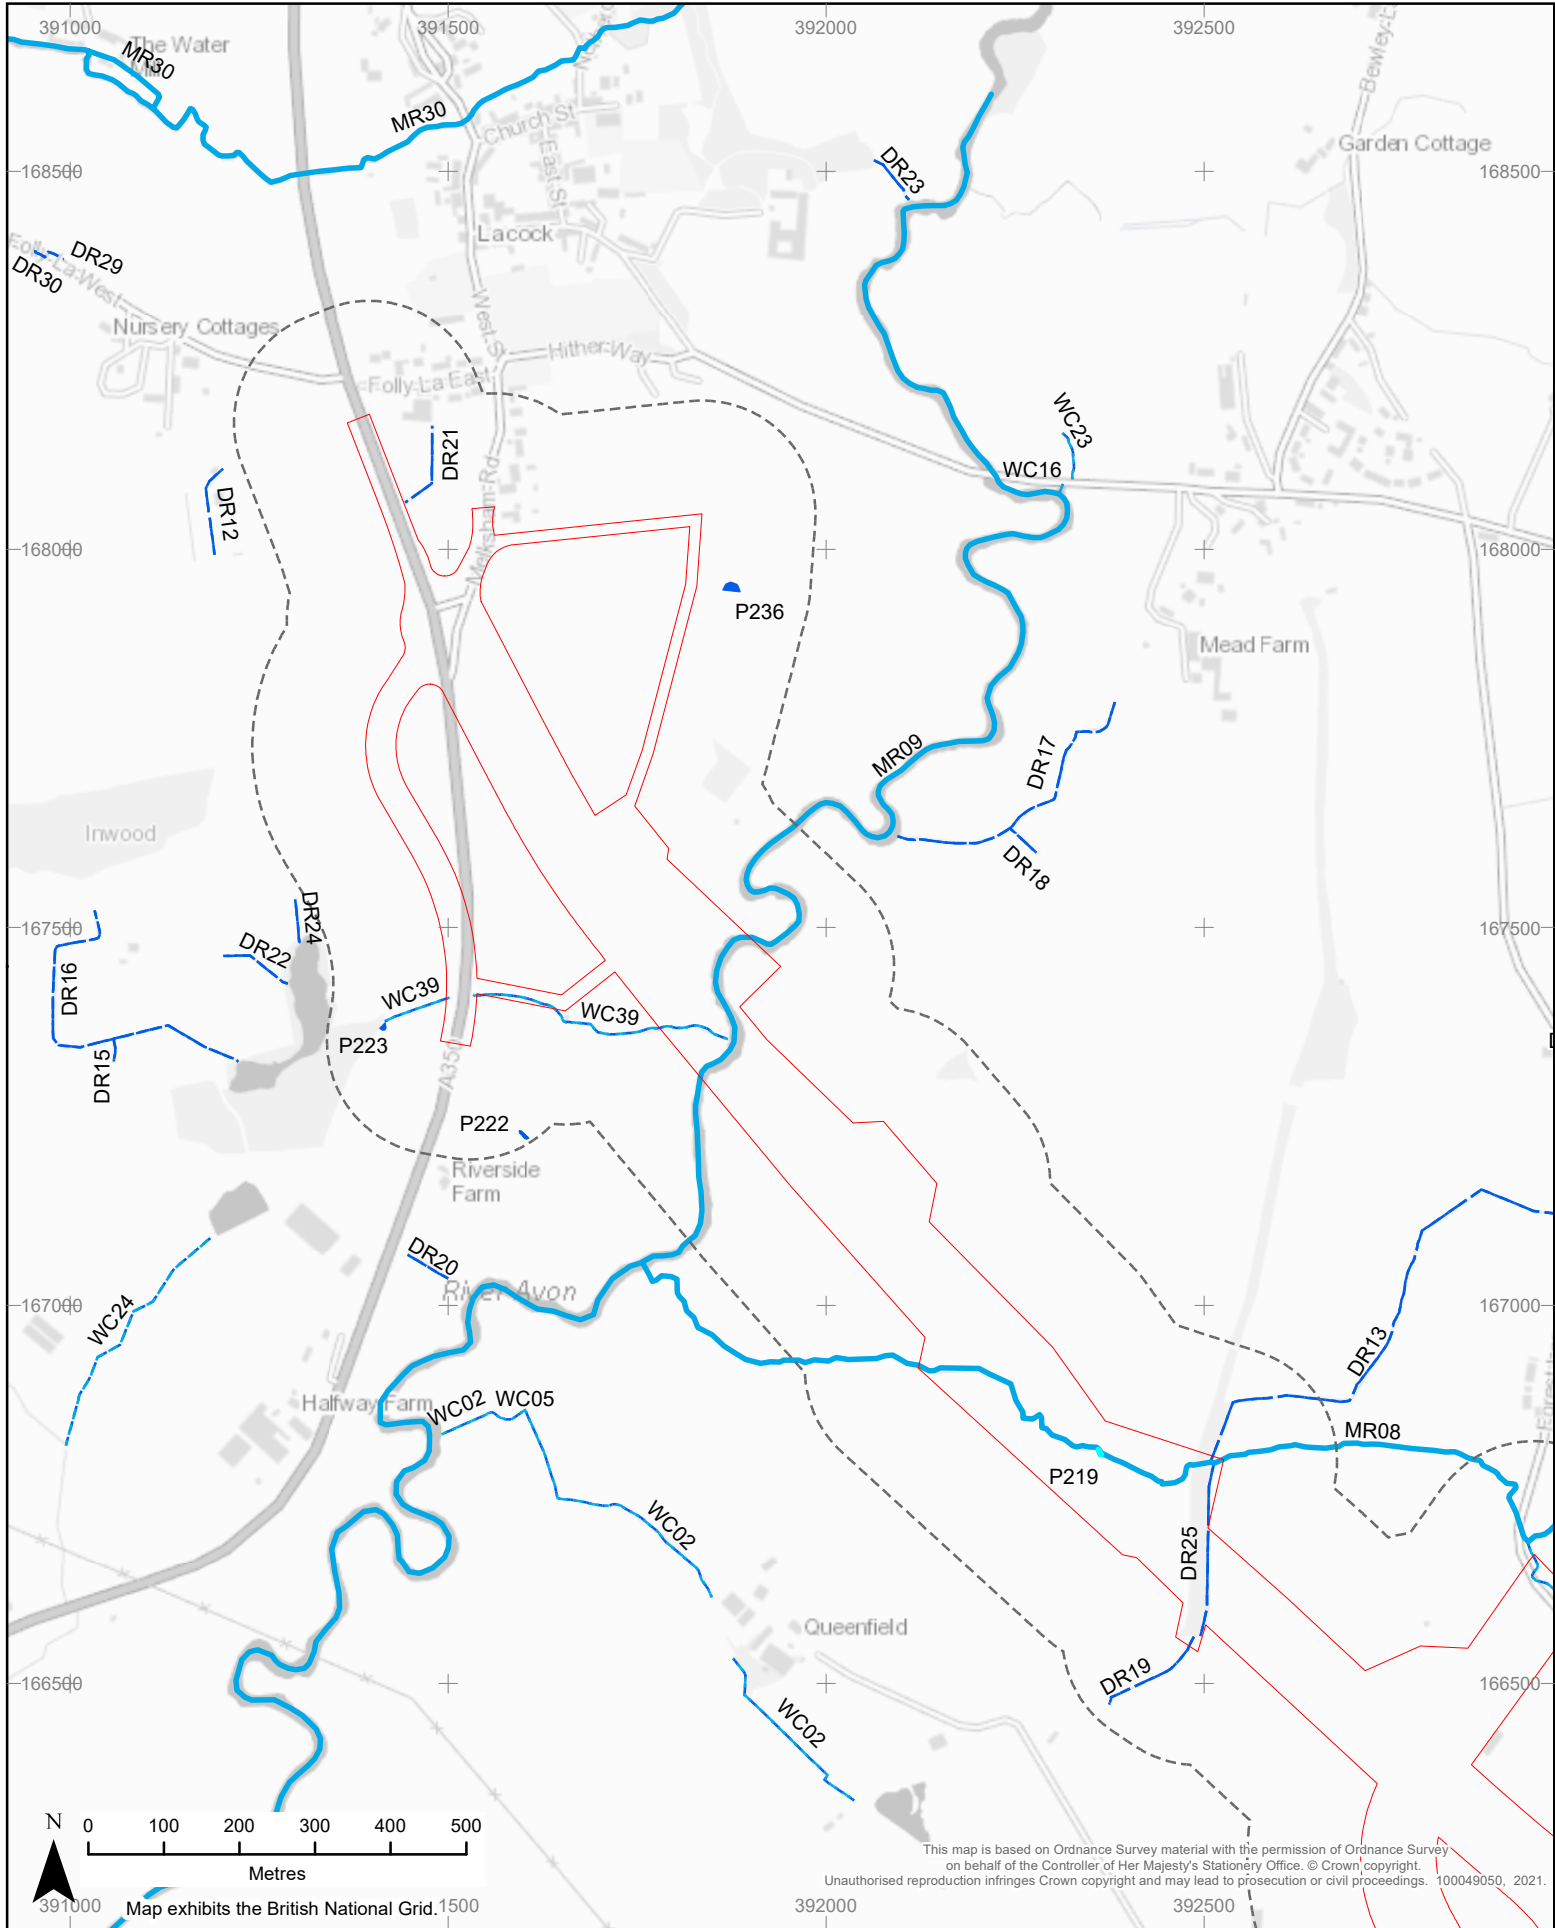 391000
391500
392000
392500
The Water
Mill
MR30
MR30
Church St
East St
Bewley La
Garden Cottage
168500
168500
DR23
Lacock
Folly La West
DR29
DR30
Nursery Cottages
West St
Hither Way
Folly La East
DR21
WC23
WC16
DR12
Melksham Rd
168000
168000
P236
Mead Farm
MR09
DR17
Inwood
DR18
DR24
167500
167500
DR22
DR16
WC39
WC39
P223
DR15
A350
P222
Riverside
Farm
DR20
River Avon
167000
167000
WC24
DR13
Halfway Farm
WC02
WC05
MR08
P219
WC02
DR25
Queenfield
DR19
166500
166500
WC02
N
0
100
200
300
400
500
Metres
Map exhibits the British National Grid.
This map is based on Ordnance Survey material with the permission of Ordnance Survey
on behalf of the Controller of Her Majesty's Stationery Office. © Crown copyright.
Unauthorised reproduction infringes Crown copyright and may lead to prosecution or civil proceedings. 100049050, 2021.
391000
1500
392000
392500